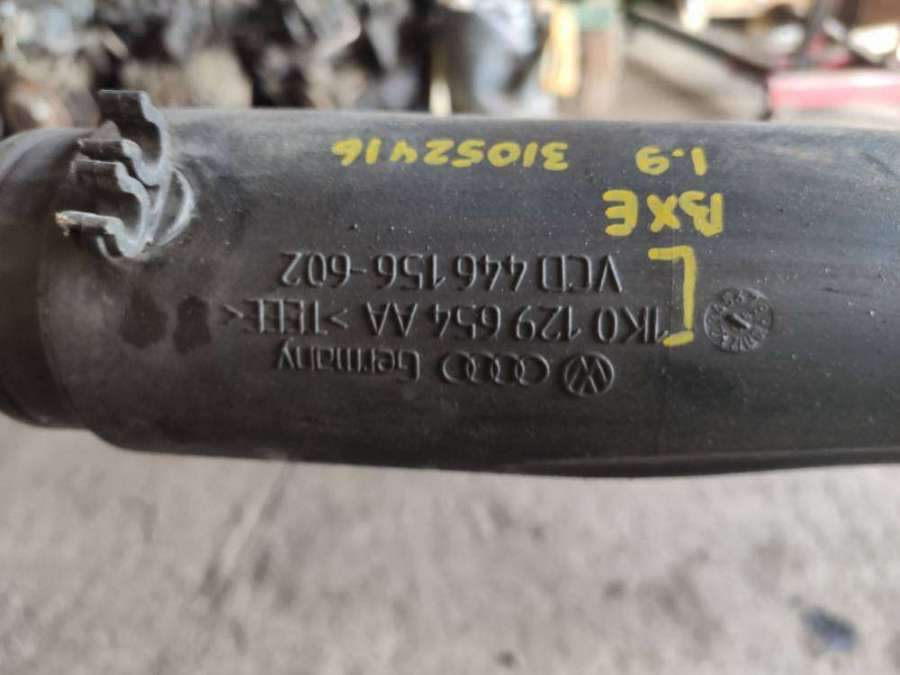 Germany
1K0 129 654 AA >TEEE<
VCD 446 156-602
BXE
1.9 31052416